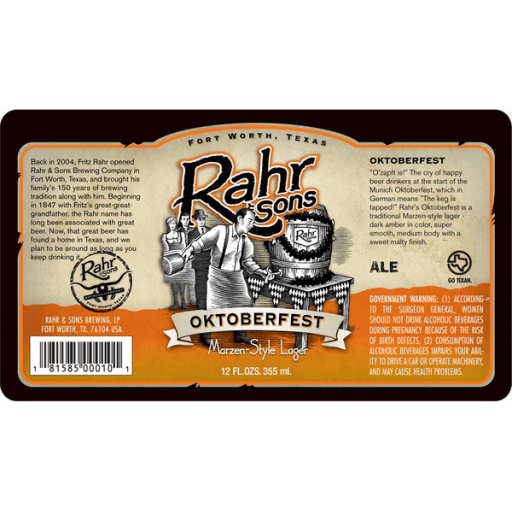 FORT WORTH, TEXAS
Rahr
& Sons
Rahr
& Sons
OKTOBERFEST
Marzen-Style Lager
12 FL.OZS. 355 ml.
Back in 2004, Fritz Rahr opened
Rahr & Sons Brewing Company in
Fort Worth, Texas, and brought his
family's 150 years of brewing
tradition along with him. Beginning
in 1847 with Fritz's great-great-
grandfather, the Rahr name has
long been associated with great
beer. Now, that great beer has
found a home in Texas, and we
plan to be around as long as you
keep drinking it.
Rahr
& Sons
RAHR & SONS BREWING, LP
FORT WORTH, TX. 76104 USA.
1 81585 00010 1
OKTOBERFEST
"O'zapft is!" The cry of happy
beer drinkers at the start of the
Munich Oktoberfest, which in
German means "The keg is
tapped!" Rahr's Oktoberfest is a
traditional Marzen-style lager -
dark amber in color, super
smooth, medium body with a
sweet malty finish.
ALE
GO TEXAN.
GOVERNMENT WARNING: (1) ACCORDING
TO THE SURGEON GENERAL, WOMEN
SHOULD NOT DRINK ALCOHOLIC BEVERAGES
DURING PREGNANCY BECAUSE OF THE RISK
OF BIRTH DEFECTS. (2) CONSUMPTION OF
ALCOHOLIC BEVERAGES IMPAIRS YOUR ABIL-
ITY TO DRIVE A CAR OR OPERATE MACHINERY,
AND MAY CAUSE HEALTH PROBLEMS.